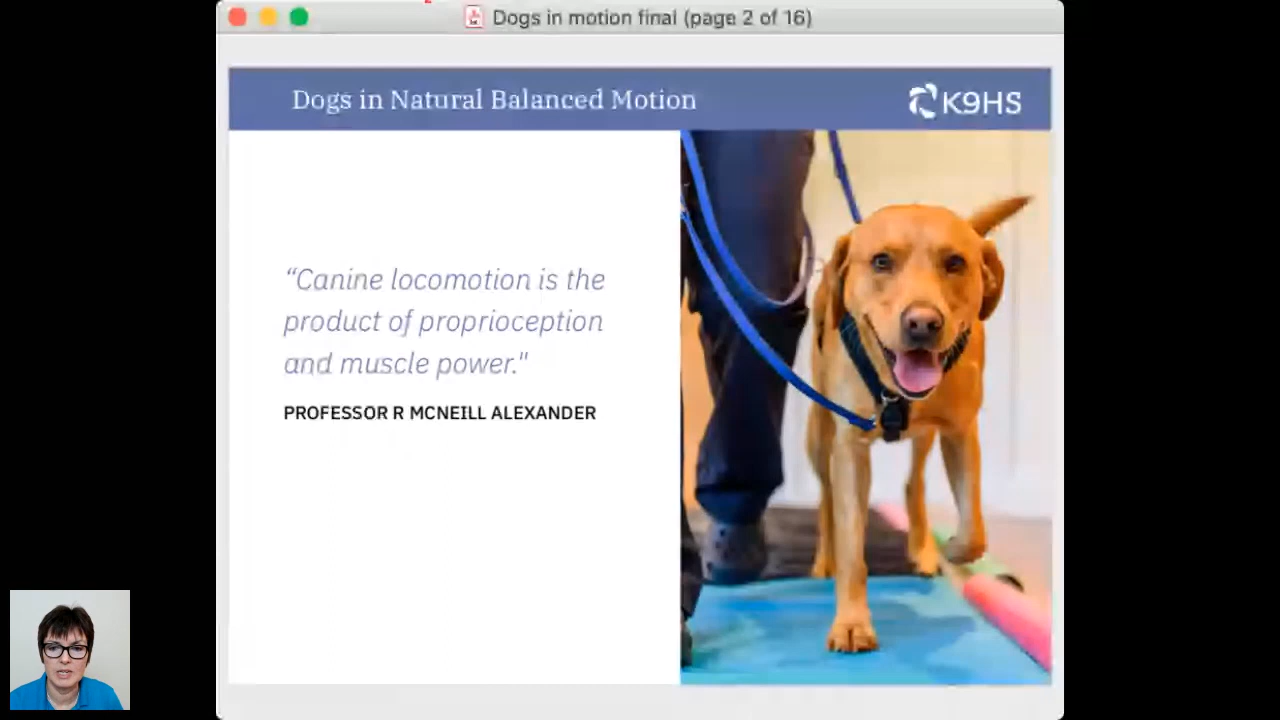 Dogs in motion final (page 2 of 16)
Dogs in Natural Balanced Motion
K9HS
“Canine locomotion is the
product of proprioception
and muscle power."
PROFESSOR R MCNEILL ALEXANDER